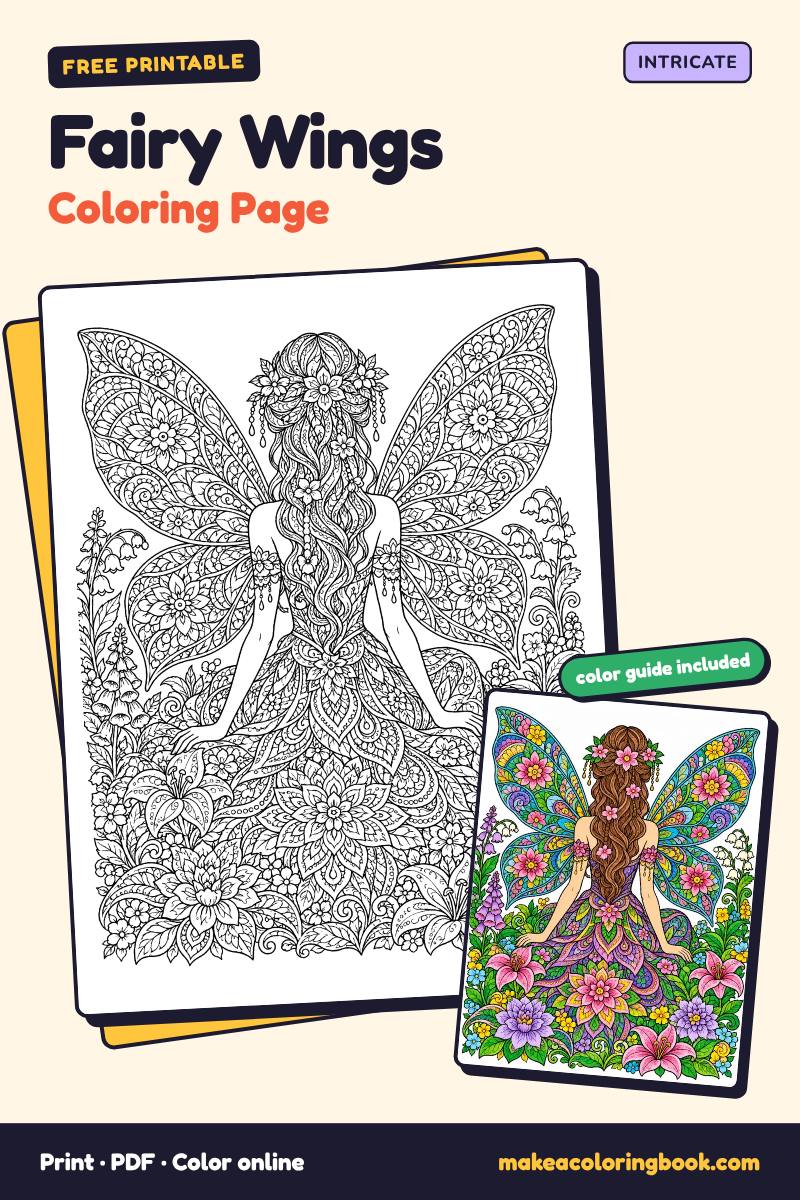 FREE PRINTABLE
INTRICATE
Fairy Wings
Coloring Page
color guide included
Print · PDF · Color online
makeacoloringbook.com